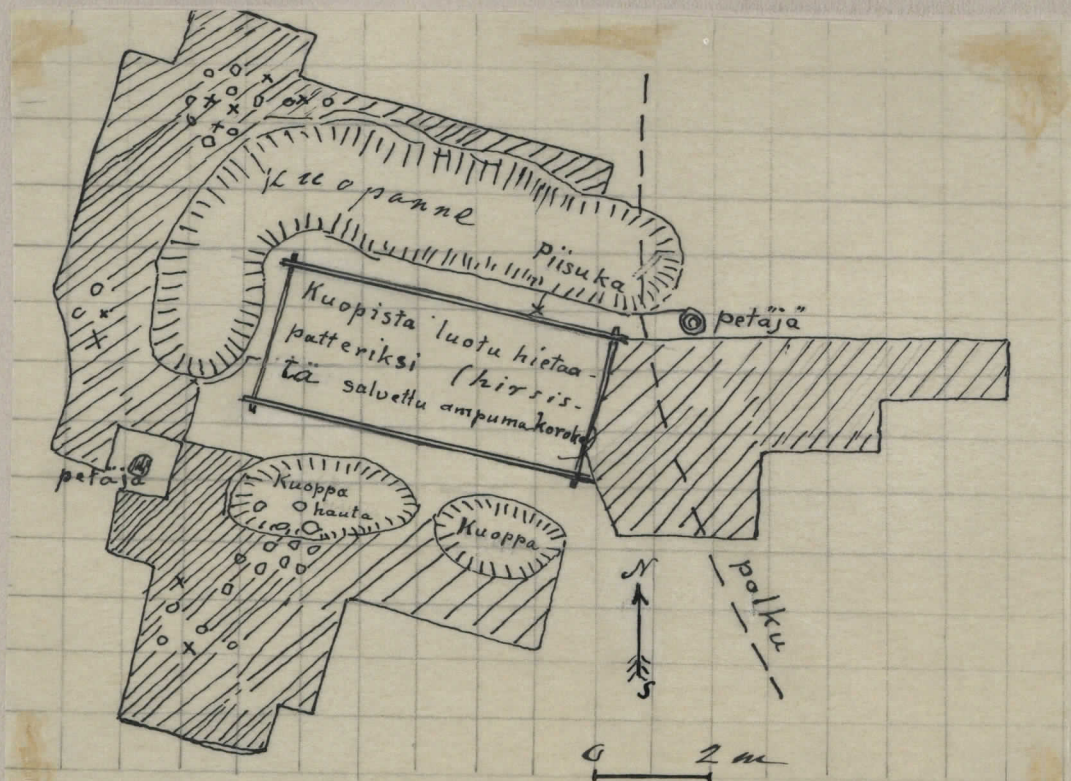 Kuopanne
piisuka
petäjä
Kuopista luotu hietaa-
patteriksi (hirsis-
tä salvettu ampumakoroke)
petäjä
Kuoppa
hauta
Kuoppa
polku
N
S
0 2 m